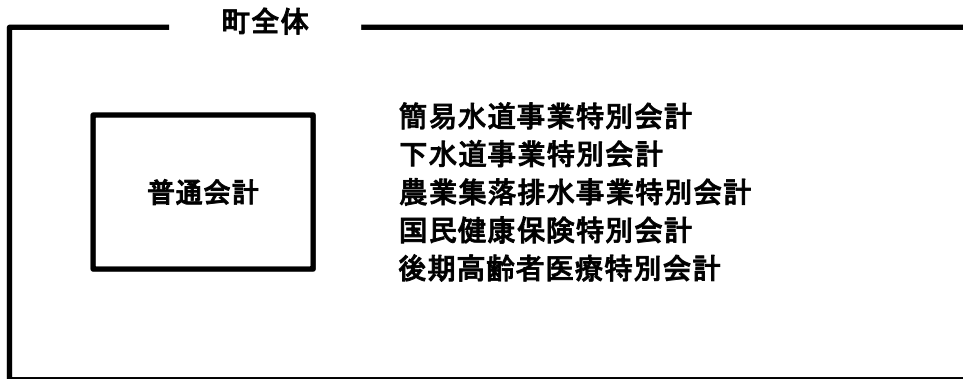 町全体
普通会計
簡易水道事業特別会計
下水道事業特別会計
農業集落排水事業特別会計
国民健康保険特別会計
後期高齢者医療特別会計